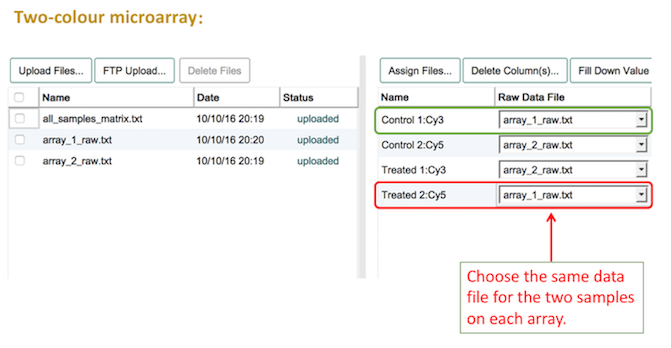 Two-colour microarray:
Upload Files... FTP Upload... Delete Files
Name Date Status
all_samples_matrix.txt 10/10/16 20:19 uploaded
array_1_raw.txt 10/10/16 20:20 uploaded
array_2_raw.txt 10/10/16 20:19 uploaded
Assign Files... Delete Column(s)... Fill Down Value
Name Raw Data File
Control 1:Cy3 array_1_raw.txt
Control 2:Cy5 array_2_raw.txt
Treated 1:Cy3 array_2_raw.txt
Treated 2:Cy5 array_1_raw.txt
Choose the same data
file for the two samples
on each array.